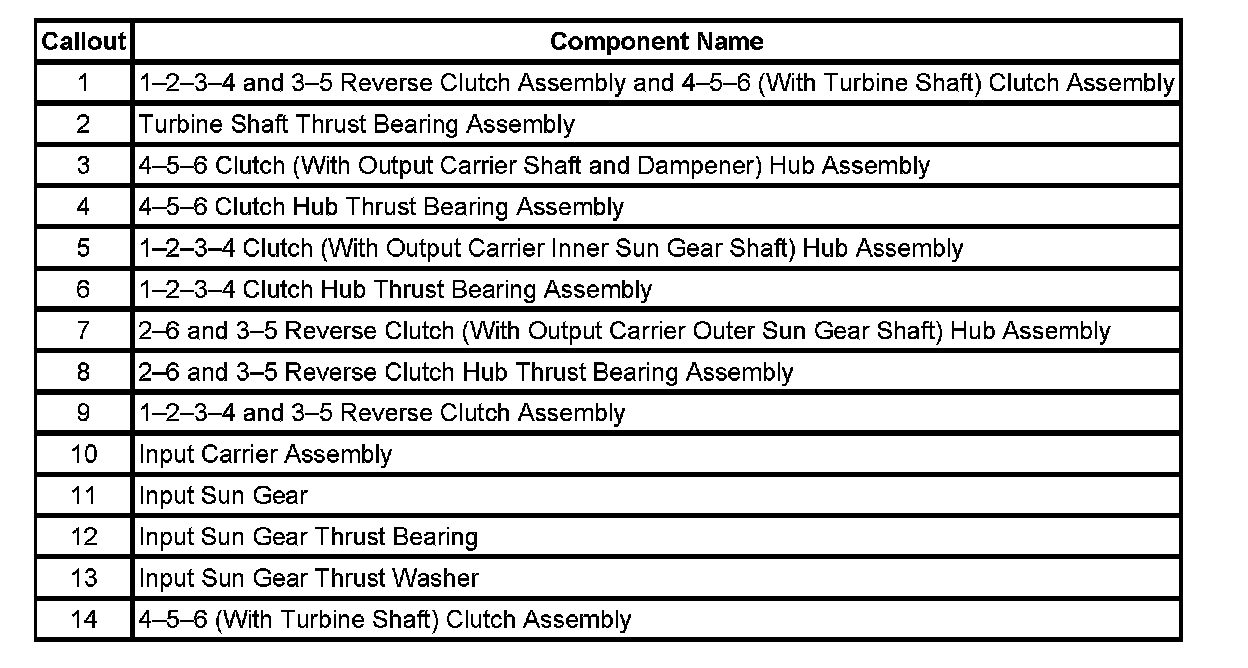 Callout Component Name
1 1–2–3–4 and 3–5 Reverse Clutch Assembly and 4–5–6 (With Turbine Shaft) Clutch Assembly
2 Turbine Shaft Thrust Bearing Assembly
3 4–5–6 Clutch (With Output Carrier Shaft and Dampener) Hub Assembly
4 4–5–6 Clutch Hub Thrust Bearing Assembly
5 1–2–3–4 Clutch (With Output Carrier Inner Sun Gear Shaft) Hub Assembly
6 1–2–3–4 Clutch Hub Thrust Bearing Assembly
7 2–6 and 3–5 Reverse Clutch (With Output Carrier Outer Sun Gear Shaft) Hub Assembly
8 2–6 and 3–5 Reverse Clutch Hub Thrust Bearing Assembly
9 1–2–3–4 and 3–5 Reverse Clutch Assembly
10 Input Carrier Assembly
11 Input Sun Gear
12 Input Sun Gear Thrust Bearing
13 Input Sun Gear Thrust Washer
14 4–5–6 (With Turbine Shaft) Clutch Assembly